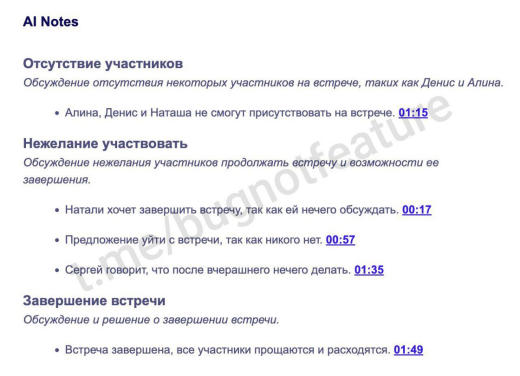 AI Notes
Отсутствие участников
Обсуждение отсутствия некоторых участников на встрече, таких как Денис и Алина.
• Алина, Денис и Наташа не смогут присутствовать на встрече. 01:15
Нежелание участвовать
Обсуждение нежелания участников продолжать встречу и возможности ее
завершения.
• Натали хочет завершить встречу, так как ей нечего обсуждать. 00:17
• Предложение уйти с встречи, так как никого нет. 00:57
• Сергей говорит, что после вчерашнего нечего делать. 01:35
Завершение встречи
Обсуждение и решение о завершении встречи.
• Встреча завершена, все участники прощаются и расходятся. 01:49
t.me/bugnotfeature